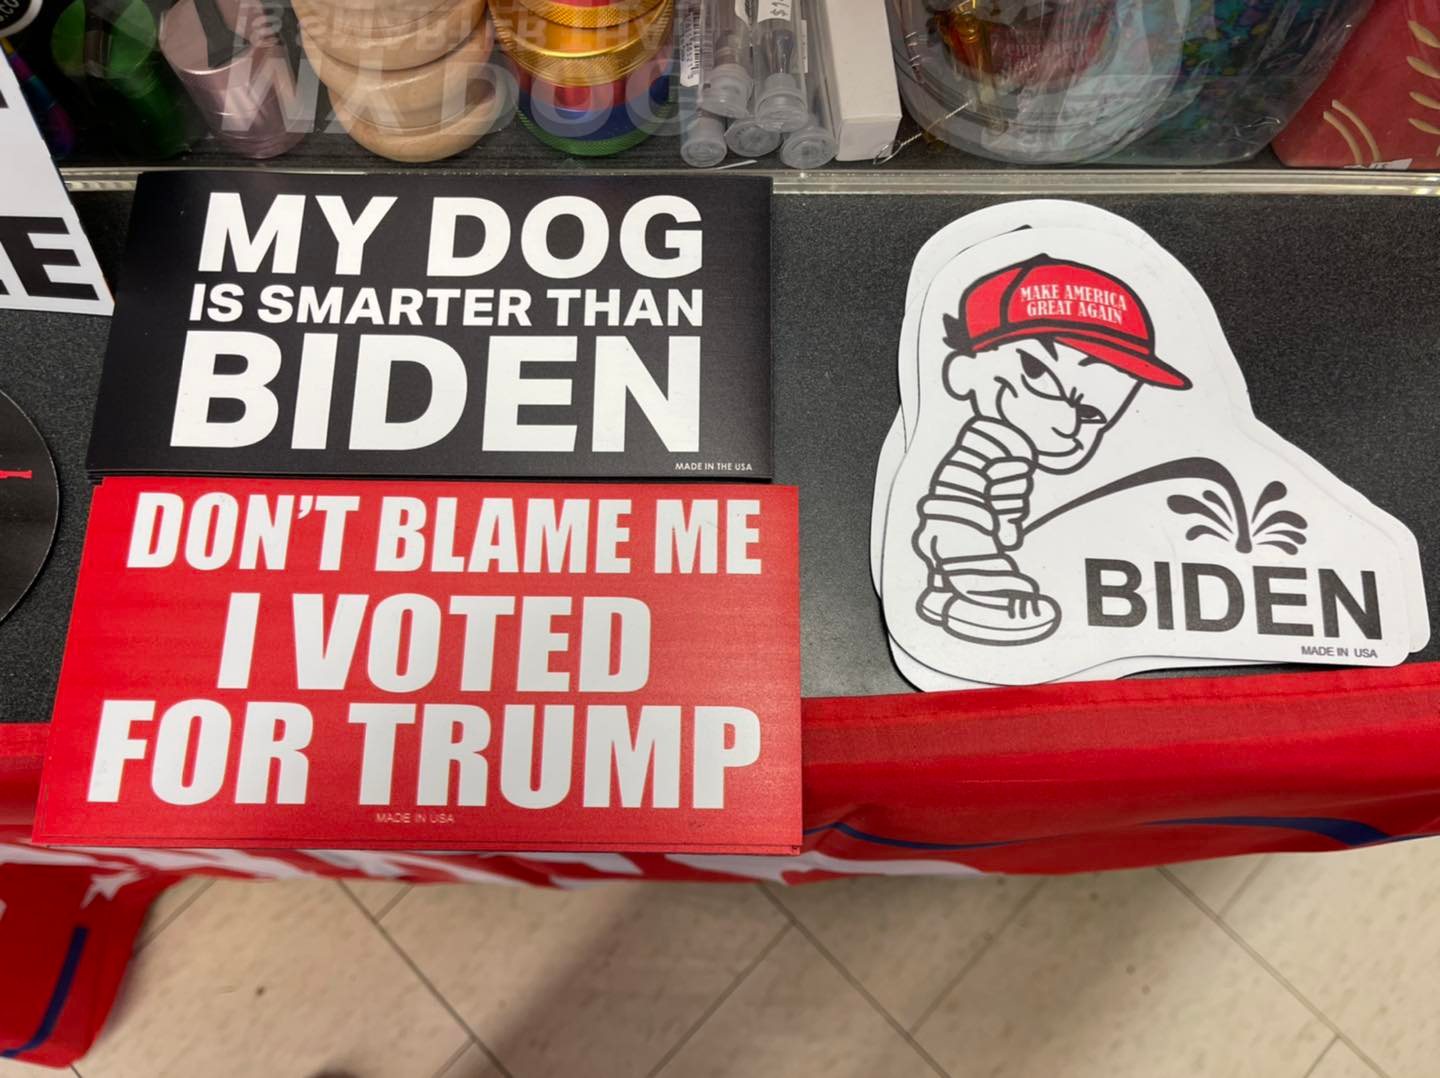 MY DOG
IS SMARTER THAN
BIDEN
MADE IN THE USA
DON'T BLAME ME
I VOTED
FOR TRUMP
MADE IN USA
MAKE AMERICA
GREAT AGAIN
BIDEN
MADE IN USA